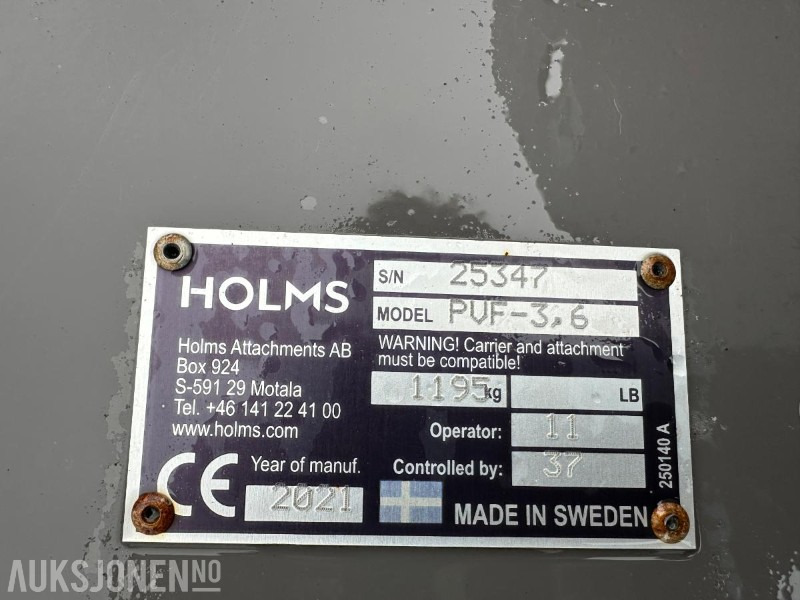 HOLMS
S/N 25347
MODEL PVF-3.6
Holms Attachments AB
Box 924
S-591 29 Motala
Tel. +46 141 22 41 00
www.holms.com
WARNING! Carrier and attachment
must be compatible!
1195kg
LB
Operator: 11
Controlled by: 37
CE
Year of manuf.
2021
MADE IN SWEDEN
250140 A
AUKSJONEN.NO